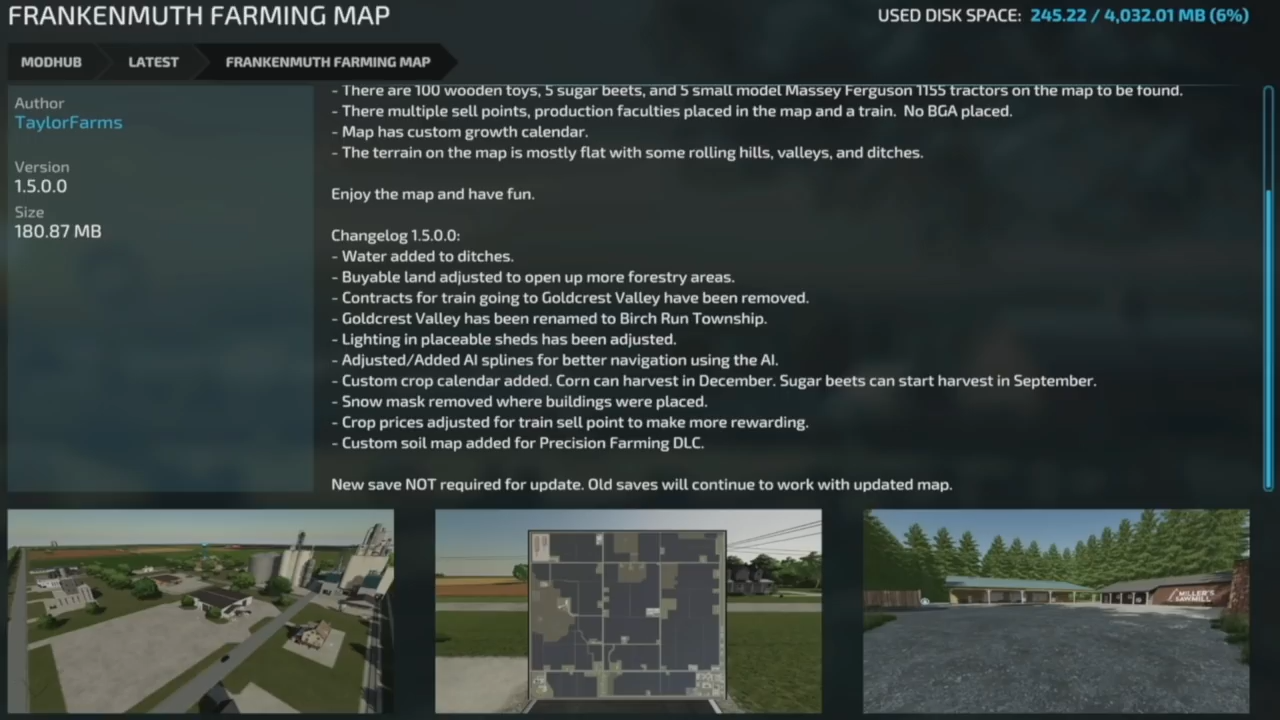 FRANKENMUTH FARMING MAP
USED DISK SPACE: 245.22 / 4,032.01 MB (6%)
MODHUB
LATEST
FRANKENMUTH FARMING MAP
Author
TaylorFarms
Version
1.5.0.0
Size
180.87 MB
- There are 100 wooden toys, 5 sugar beets, and 5 small model Massey Ferguson 1155 tractors on the map to be found.
- There multiple sell points, production faculties placed in the map and a train. No BGA placed.
- Map has custom growth calendar.
- The terrain on the map is mostly flat with some rolling hills, valleys, and ditches.
Enjoy the map and have fun.
Changelog 1.5.0.0:
- Water added to ditches.
- Buyable land adjusted to open up more forestry areas.
- Contracts for train going to Goldcrest Valley have been removed.
- Goldcrest Valley has been renamed to Birch Run Township.
- Lighting in placeable sheds has been adjusted.
- Adjusted/Added AI splines for better navigation using the AI.
- Custom crop calendar added. Corn can harvest in December. Sugar beets can start harvest in September.
- Snow mask removed where buildings were placed.
- Crop prices adjusted for train sell point to make more rewarding.
- Custom soil map added for Precision Farming DLC.
New save NOT required for update. Old saves will continue to work with updated map.
MILLER'S
SAWMILL